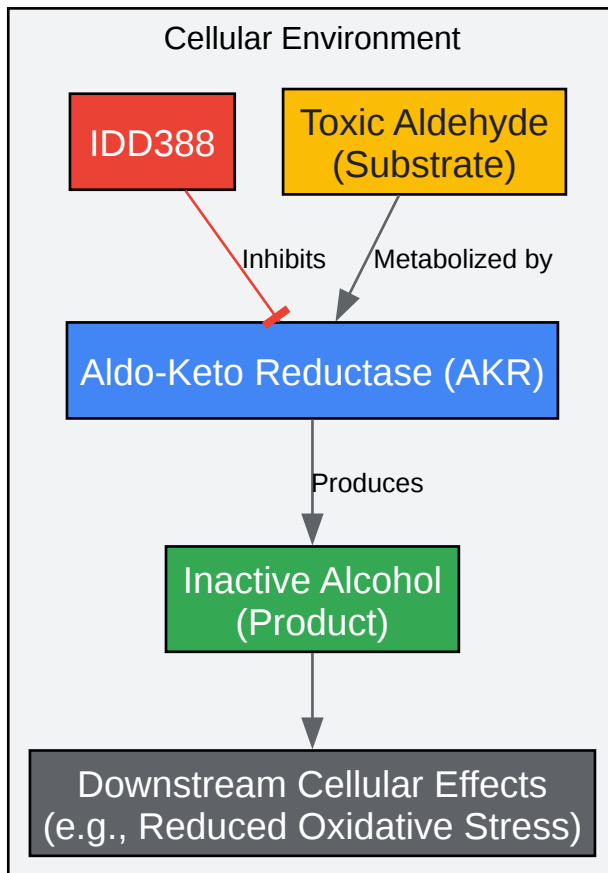 Cellular Environment
IDD388
Toxic Aldehyde
(Substrate)
Inhibits
Metabolized by
Aldo-Keto Reductase (AKR)
Produces
Inactive Alcohol
(Product)
Downstream Cellular Effects
(e.g., Reduced Oxidative Stress)